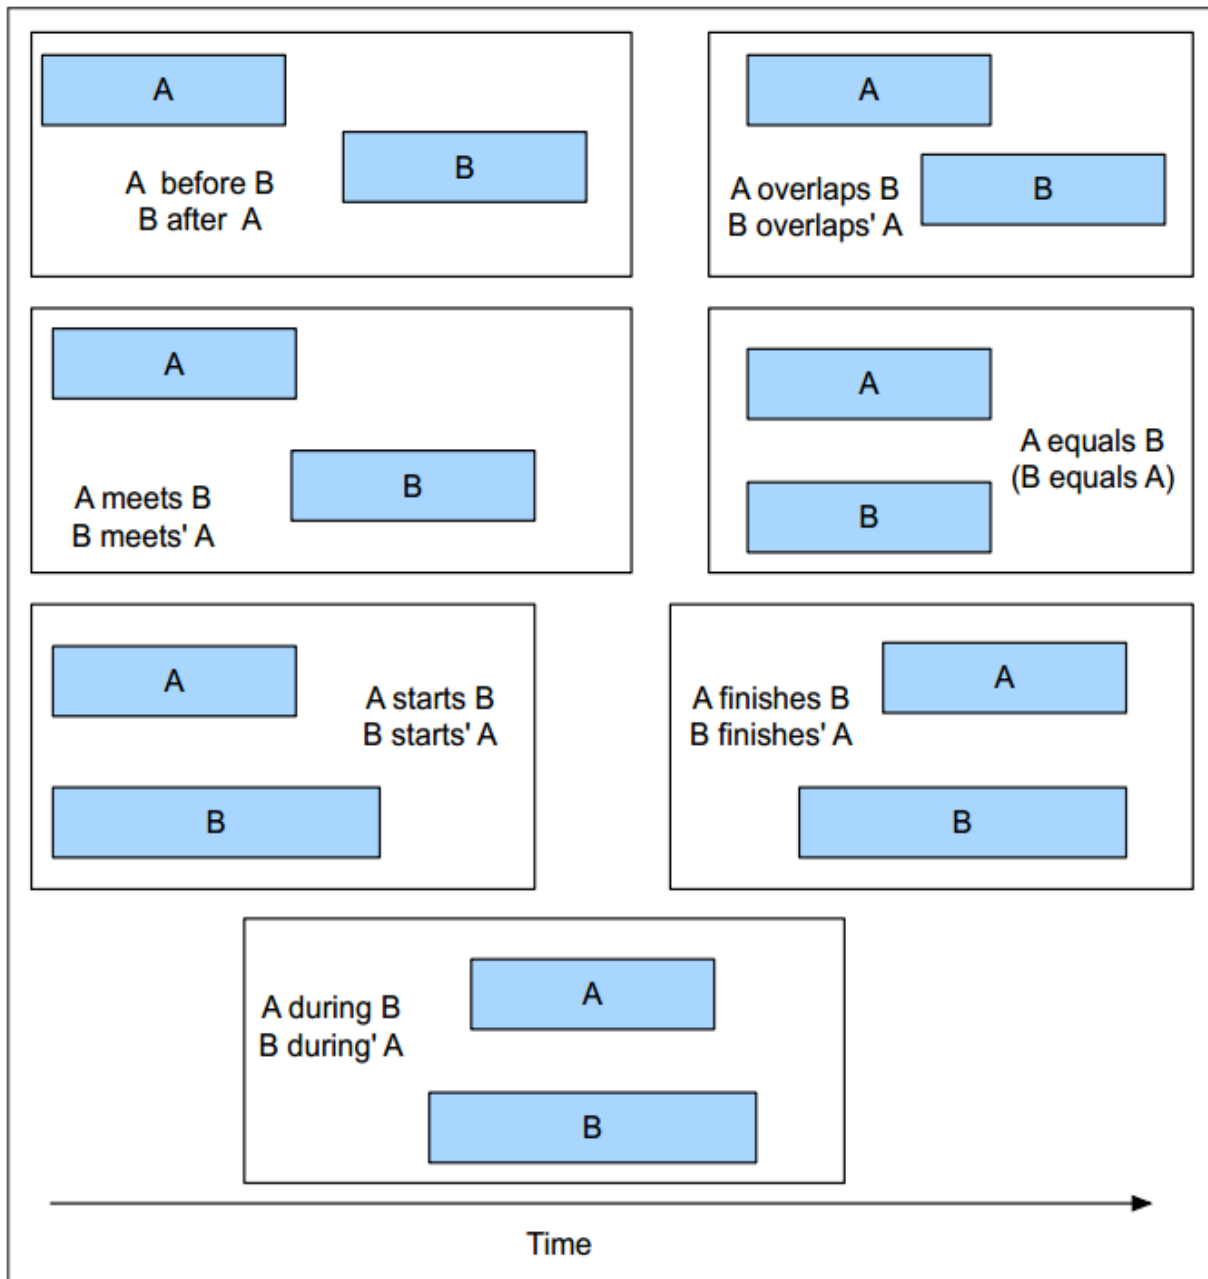 A
B
A before B
B after A
A
A overlaps B
B overlaps' A
B
A
B
A meets B
B meets' A
A
A equals B
(B equals A)
B
A
A starts B
B starts' A
B
A
A finishes B
B finishes' A
B
A
A during B
B during' A
B
Time